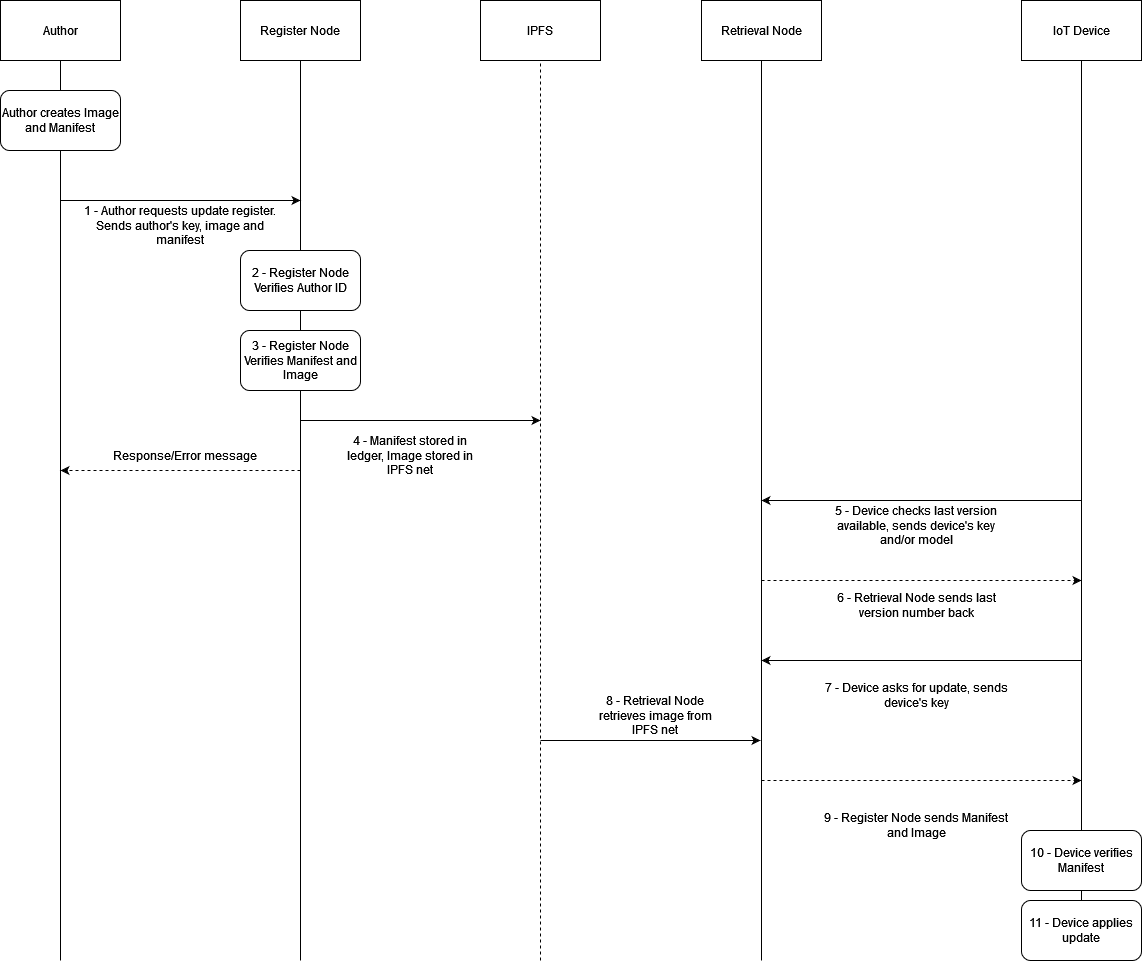 Author
Register Node
IPFS
Retrieval Node
IoT Device
Author creates Image
and Manifest
1 - Author requests update register.
Sends author's key, image and
manifest
2 - Register Node
Verifies Author ID
3 - Register Node
Verifies Manifest and
Image
4 - Manifest stored in
ledger, Image stored in
IPFS net
Response/Error message
5 - Device checks last version
available, sends device's key
and/or model
6 - Retrieval Node sends last
version number back
7 - Device asks for update, sends
device's key
8 - Retrieval Node
retrieves image from
IPFS net
9 - Register Node sends Manifest
and Image
10 - Device verifies
Manifest
11 - Device applies
update